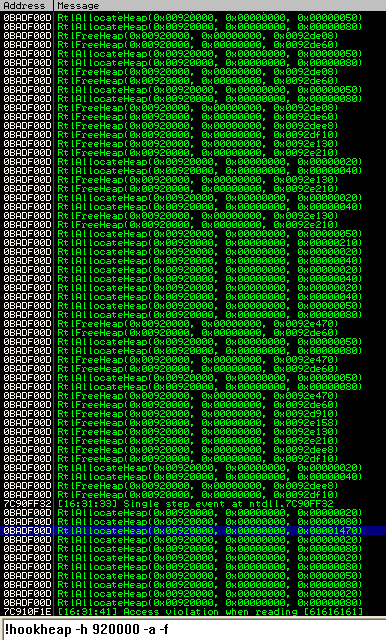 Address Message
0BADF00D RtlAllocateHeap(0x00920000, 0x00000000, 0x00000050)
0BADF00D RtlAllocateHeap(0x00920000, 0x00000000, 0x00000080)
0BADF00D RtlFreeHeap(0x00920000, 0x00000000, 0x0092de08)
0BADF00D RtlFreeHeap(0x00920000, 0x00000000, 0x0092de60)
0BADF00D RtlAllocateHeap(0x00920000, 0x00000000, 0x00000050)
0BADF00D RtlAllocateHeap(0x00920000, 0x00000000, 0x00000080)
0BADF00D RtlFreeHeap(0x00920000, 0x00000000, 0x0092de08)
0BADF00D RtlFreeHeap(0x00920000, 0x00000000, 0x0092de60)
0BADF00D RtlAllocateHeap(0x00920000, 0x00000000, 0x00000050)
0BADF00D RtlAllocateHeap(0x00920000, 0x00000000, 0x00000080)
0BADF00D RtlFreeHeap(0x00920000, 0x00000000, 0x0092de08)
0BADF00D RtlFreeHeap(0x00920000, 0x00000000, 0x0092de60)
0BADF00D RtlFreeHeap(0x00920000, 0x00000000, 0x0092dee8)
0BADF00D RtlFreeHeap(0x00920000, 0x00000000, 0x0092df10)
0BADF00D RtlFreeHeap(0x00920000, 0x00000000, 0x0092e130)
0BADF00D RtlFreeHeap(0x00920000, 0x00000000, 0x0092e210)
0BADF00D RtlAllocateHeap(0x00920000, 0x00000000, 0x00000020)
0BADF00D RtlAllocateHeap(0x00920000, 0x00000000, 0x00000040)
0BADF00D RtlFreeHeap(0x00920000, 0x00000000, 0x0092e130)
0BADF00D RtlFreeHeap(0x00920000, 0x00000000, 0x0092e210)
0BADF00D RtlAllocateHeap(0x00920000, 0x00000000, 0x00000020)
0BADF00D RtlAllocateHeap(0x00920000, 0x00000000, 0x00000040)
0BADF00D RtlFreeHeap(0x00920000, 0x00000000, 0x0092e130)
0BADF00D RtlFreeHeap(0x00920000, 0x00000000, 0x0092e210)
0BADF00D RtlAllocateHeap(0x00920000, 0x00000000, 0x00000050)
0BADF00D RtlAllocateHeap(0x00920000, 0x00000000, 0x00000210)
0BADF00D RtlAllocateHeap(0x00920000, 0x00000000, 0x00000020)
0BADF00D RtlAllocateHeap(0x00920000, 0x00000000, 0x00000040)
0BADF00D RtlAllocateHeap(0x00920000, 0x00000000, 0x00000020)
0BADF00D RtlAllocateHeap(0x00920000, 0x00000000, 0x00000040)
0BADF00D RtlAllocateHeap(0x00920000, 0x00000000, 0x00000020)
0BADF00D RtlAllocateHeap(0x00920000, 0x00000000, 0x00000040)
0BADF00D RtlAllocateHeap(0x00920000, 0x00000000, 0x00000050)
0BADF00D RtlAllocateHeap(0x00920000, 0x00000000, 0x00000080)
0BADF00D RtlFreeHeap(0x00920000, 0x00000000, 0x0092e470)
0BADF00D RtlFreeHeap(0x00920000, 0x00000000, 0x0092de60)
0BADF00D RtlAllocateHeap(0x00920000, 0x00000000, 0x00000050)
0BADF00D RtlAllocateHeap(0x00920000, 0x00000000, 0x00000080)
0BADF00D RtlFreeHeap(0x00920000, 0x00000000, 0x0092e470)
0BADF00D RtlFreeHeap(0x00920000, 0x00000000, 0x0092de60)
0BADF00D RtlAllocateHeap(0x00920000, 0x00000000, 0x00000050)
0BADF00D RtlAllocateHeap(0x00920000, 0x00000000, 0x00000080)
0BADF00D RtlFreeHeap(0x00920000, 0x00000000, 0x0092e470)
0BADF00D RtlFreeHeap(0x00920000, 0x00000000, 0x0092de60)
0BADF00D RtlFreeHeap(0x00920000, 0x00000000, 0x0092d910)
0BADF00D RtlFreeHeap(0x00920000, 0x00000000, 0x0092e158)
0BADF00D RtlFreeHeap(0x00920000, 0x00000000, 0x0092e130)
0BADF00D RtlFreeHeap(0x00920000, 0x00000000, 0x0092e210)
0BADF00D RtlFreeHeap(0x00920000, 0x00000000, 0x0092dee8)
0BADF00D RtlFreeHeap(0x00920000, 0x00000000, 0x0092df10)
0BADF00D RtlAllocateHeap(0x00920000, 0x00000000, 0x00000020)
0BADF00D RtlAllocateHeap(0x00920000, 0x00000000, 0x00000040)
0BADF00D RtlFreeHeap(0x00920000, 0x00000000, 0x0092dee8)
0BADF00D RtlFreeHeap(0x00920000, 0x00000000, 0x0092df10)
7C90FF32 [16:31:33] Single step event at ntdll.7C90FF32
0BADF00D RtlAllocateHeap(0x00920000, 0x00000000, 0x00000020)
0BADF00D RtlAllocateHeap(0x00920000, 0x00000000, 0x00000080)
0BADF00D RtlAllocateHeap(0x00920000, 0x00000000, 0x00001470)
0BADF00D RtlAllocateHeap(0x00920000, 0x00000000, 0x00000080)
0BADF00D RtlAllocateHeap(0x00920000, 0x00000000, 0x00000020)
0BADF00D RtlAllocateHeap(0x00920000, 0x00000000, 0x00000080)
0BADF00D RtlAllocateHeap(0x00920000, 0x00000000, 0x00000080)
0BADF00D RtlAllocateHeap(0x00920000, 0x00000000, 0x00000020)
0BADF00D RtlAllocateHeap(0x00920000, 0x00000000, 0x00000080)
0BADF00D RtlAllocateHeap(0x00920000, 0x00000000, 0x00000020)
0BADF00D RtlAllocateHeap(0x00920000, 0x00000000, 0x00000080)
7C910F1E [16:31:41] Access violation when reading [61616161]
!hookheap -h 920000 -a -f